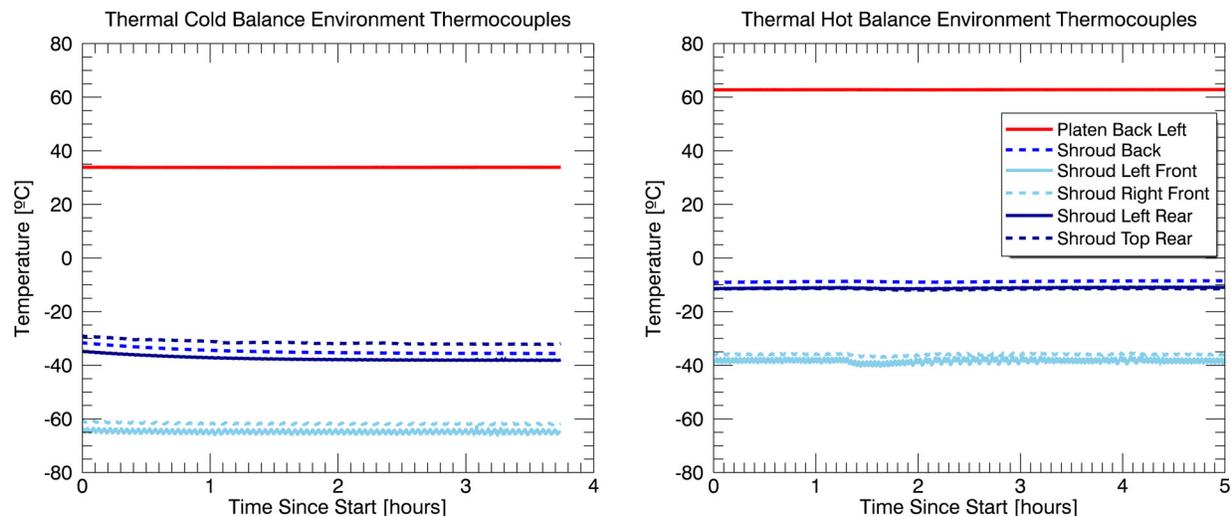 Thermal Cold Balance Environment Thermocouples
80
60
40
20
0
-20
-40
-60
-80
Temperature [ºC]
0 1 2 3 4
Time Since Start [hours]
Thermal Hot Balance Environment Thermocouples
80
60
40
20
0
-20
-40
-60
-80
Temperature [ºC]
Platen Back Left
Shroud Back
Shroud Left Front
Shroud Right Front
Shroud Left Rear
Shroud Top Rear
0 1 2 3 4 5
Time Since Start [hours]